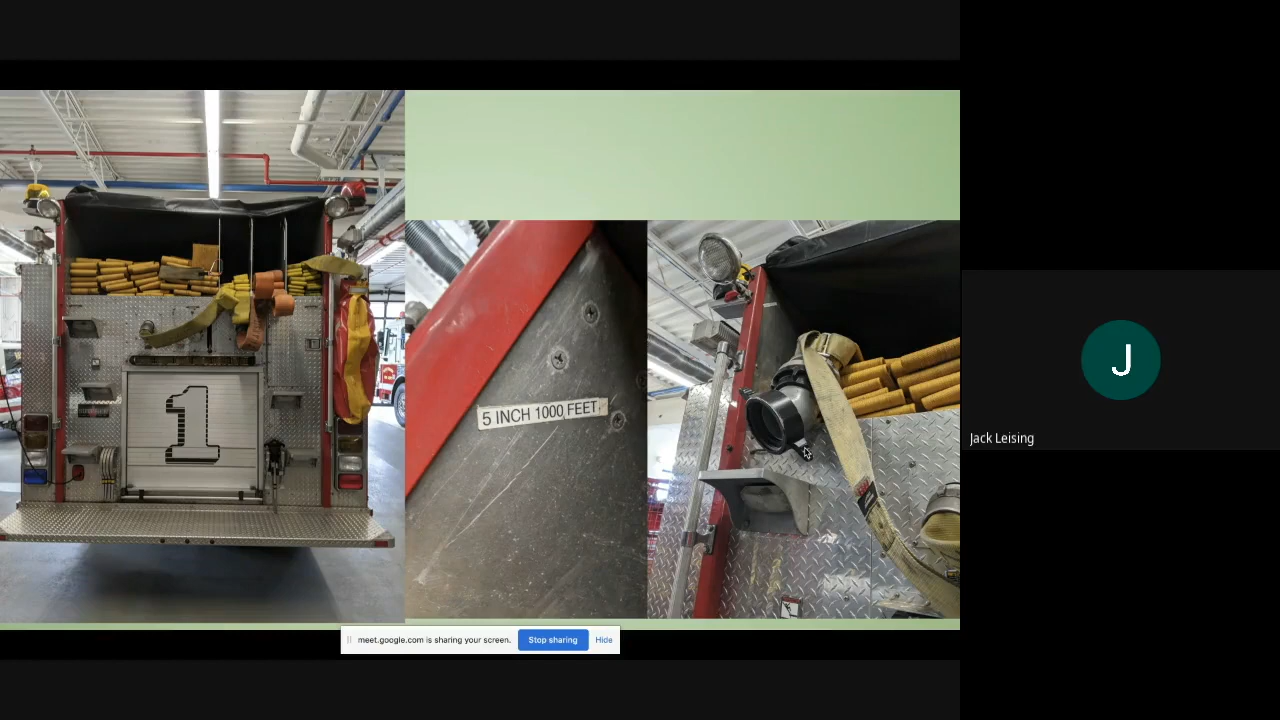 1
5 INCH 1000 FEET
meet.google.com is sharing your screen.
Stop sharing
Hide
J
Jack Leising